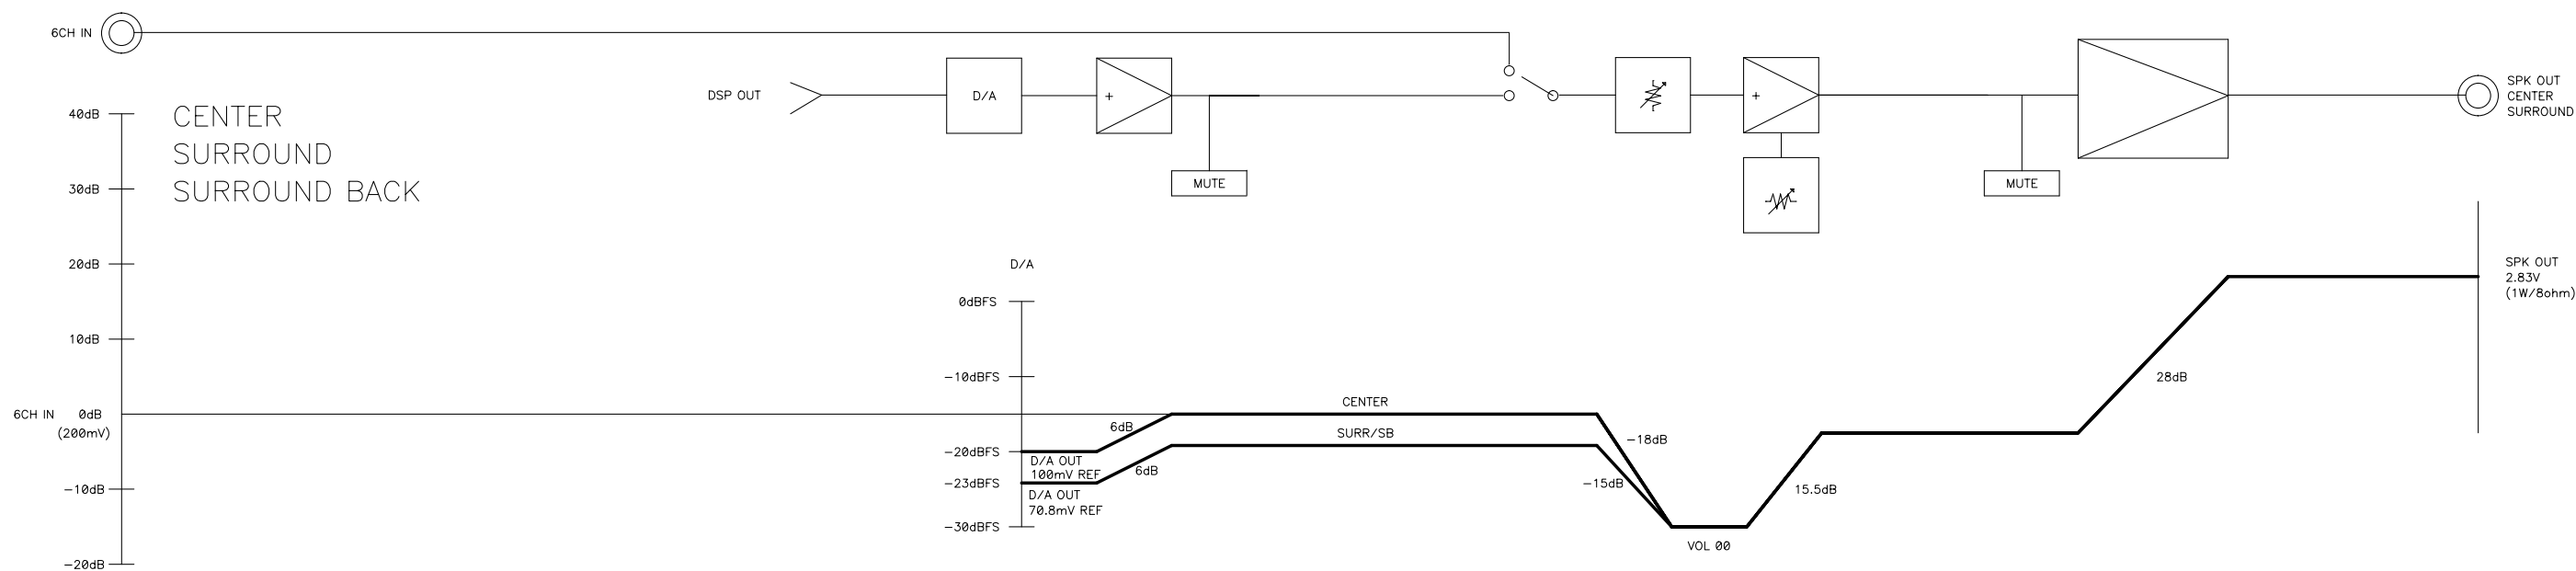 6CH IN
DSP OUT
D/A
+
+
SPK OUT
CENTER
SURROUND
MUTE
MUTE
40dB
CENTER
SURROUND
30dB
SURROUND BACK
20dB
D/A
SPK OUT
2.83V
(1W/8ohm)
0dBFS
10dB
-10dBFS
28dB
6CH IN 0dB
(200mV)
CENTER
6dB
SURR/SB
-18dB
-20dBFS
D/A OUT
100mV REF
6dB
-10dB
-23dBFS
D/A OUT
70.8mV REF
-15dB
15.5dB
-30dBFS
VOL 00
-20dB